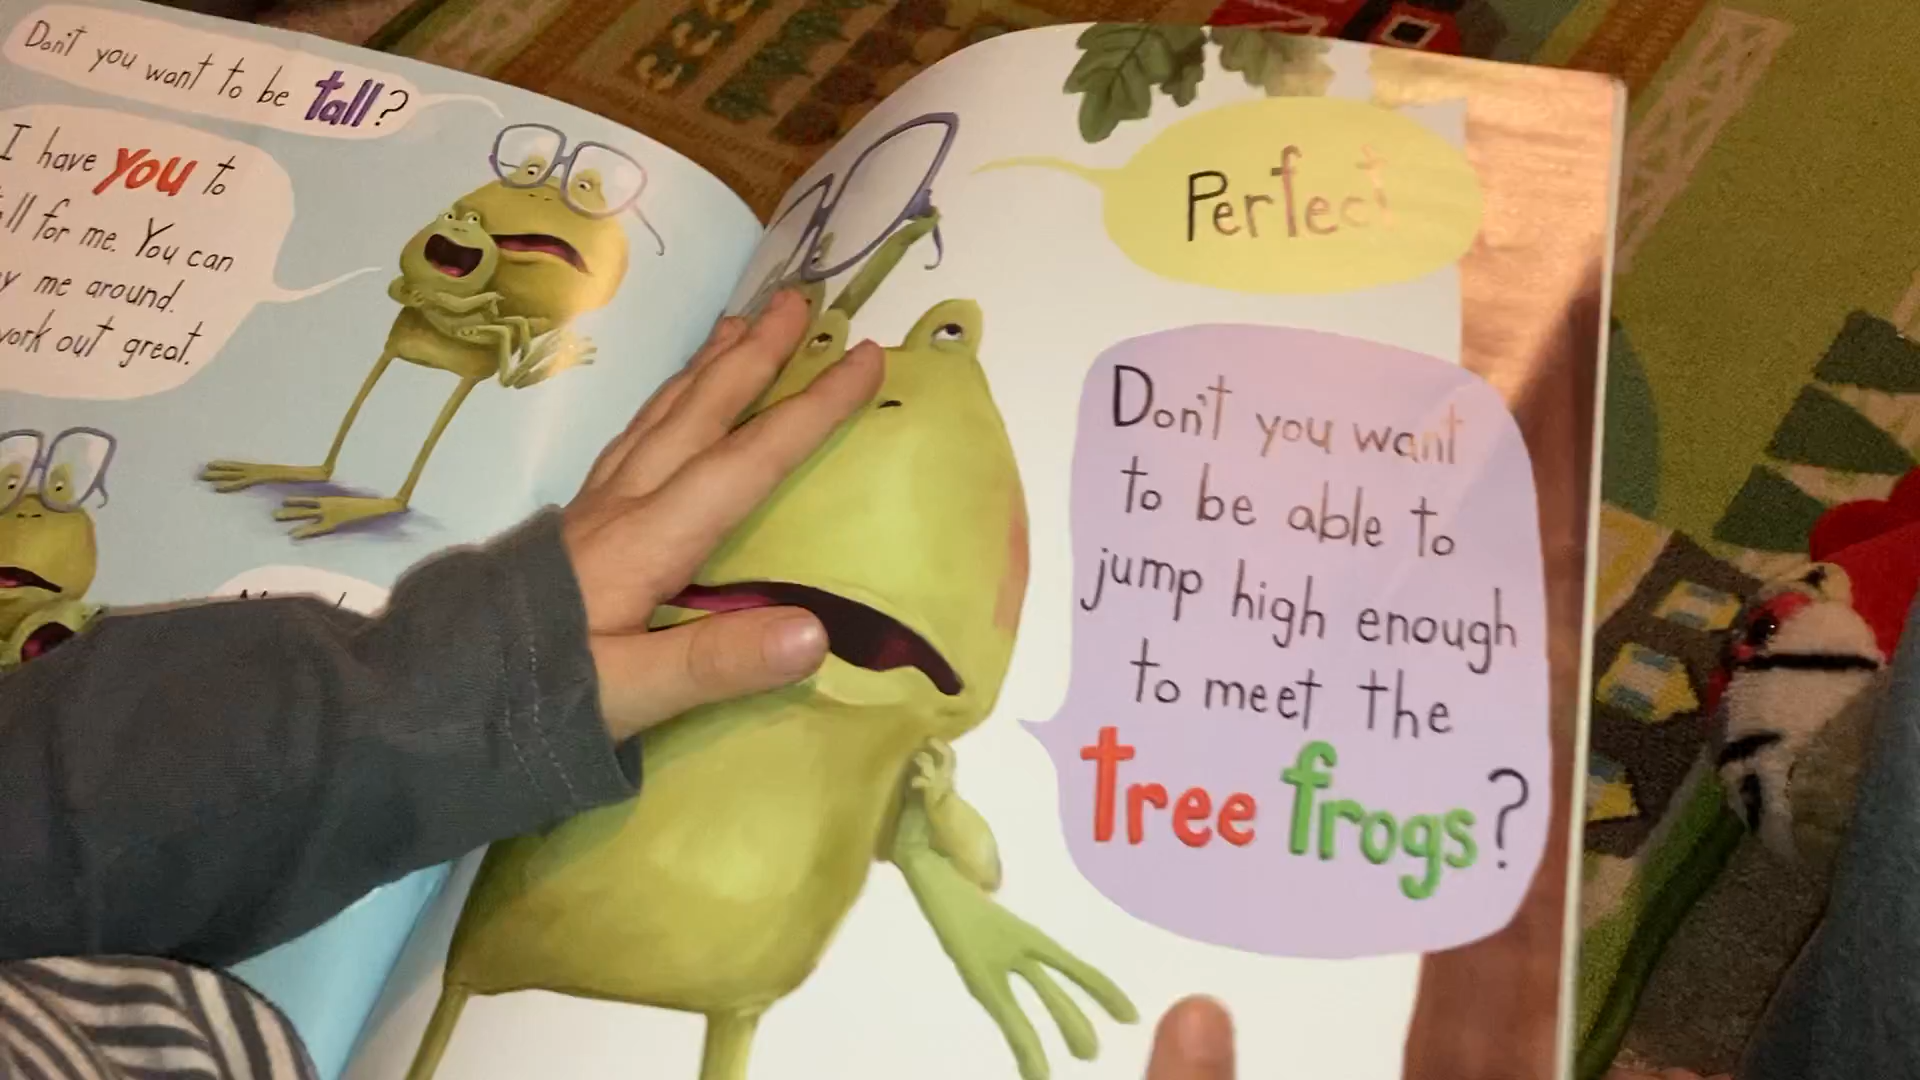 Don't you want to be tall?
I have you to
for me. You can
me around.
work out great.
Perfect
Don't you want
to be able to
jump high enough
to meet the
tree frogs?